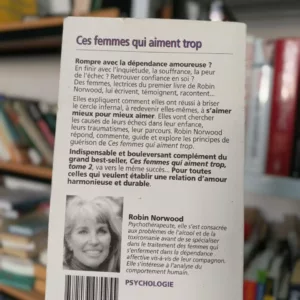 Ces femmes qui aiment trop
Rompre avec la dépendance amoureuse ?
En finir avec l'inquiétude, la souffrance, la peur
de l'échec ? Retrouver confiance en soi ?
Des femmes, lectrices du premier livre de Robin
Norwood, lui écrivent, témoignent, racontent...
Elles expliquent comment elles ont réussi à briser
le cercle infernal, à redevenir elles-mêmes, à s'aimer
mieux pour mieux aimer. Elles vont chercher
les causes de leurs échecs dans leur enfance,
leurs traumatismes, leur parcours. Robin Norwood
répond, commente, guide et explore les principes
de guérison de Ces femmes qui aiment trop.
Indispensable et bouleversant complément du
grand best-seller, Ces femmes qui aiment trop,
tome 2, va vers le même succès... Pour toutes
celles qui veulent établir une relation d'amour
harmonieuse et durable.
Robin Norwood
Psychothérapeute, elle s'est consacrée
aux problèmes de l'alcool et de la
toxicomanie avant de se spécialiser
dans le traitement des femmes qui
s'enferment dans la dépendance
affective vis-à-vis de leur compagnon.
Elle s'intéresse à l'analyse du
comportement humain.
PSYCHOLOGIE